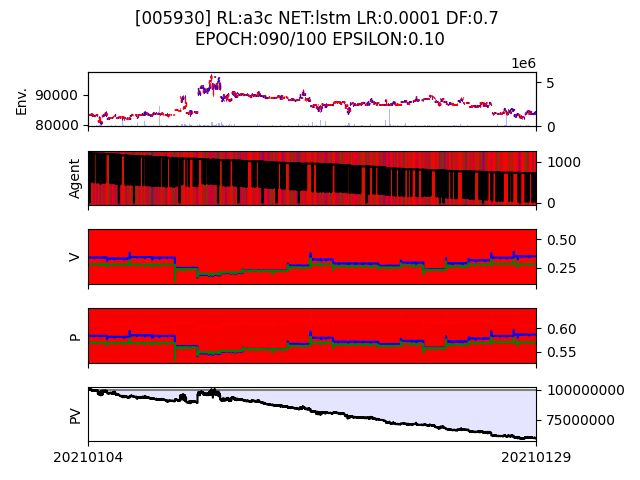 [005930] RL:a3c NET:lstm LR:0.0001 DF:0.7
EPOCH:090/100 EPSILON:0.10
1e6
Env.
90000
80000
5
0
Agent
1000
0
V
0.50
0.25
P
0.60
0.55
PV
100000000
75000000
20210104
20210129